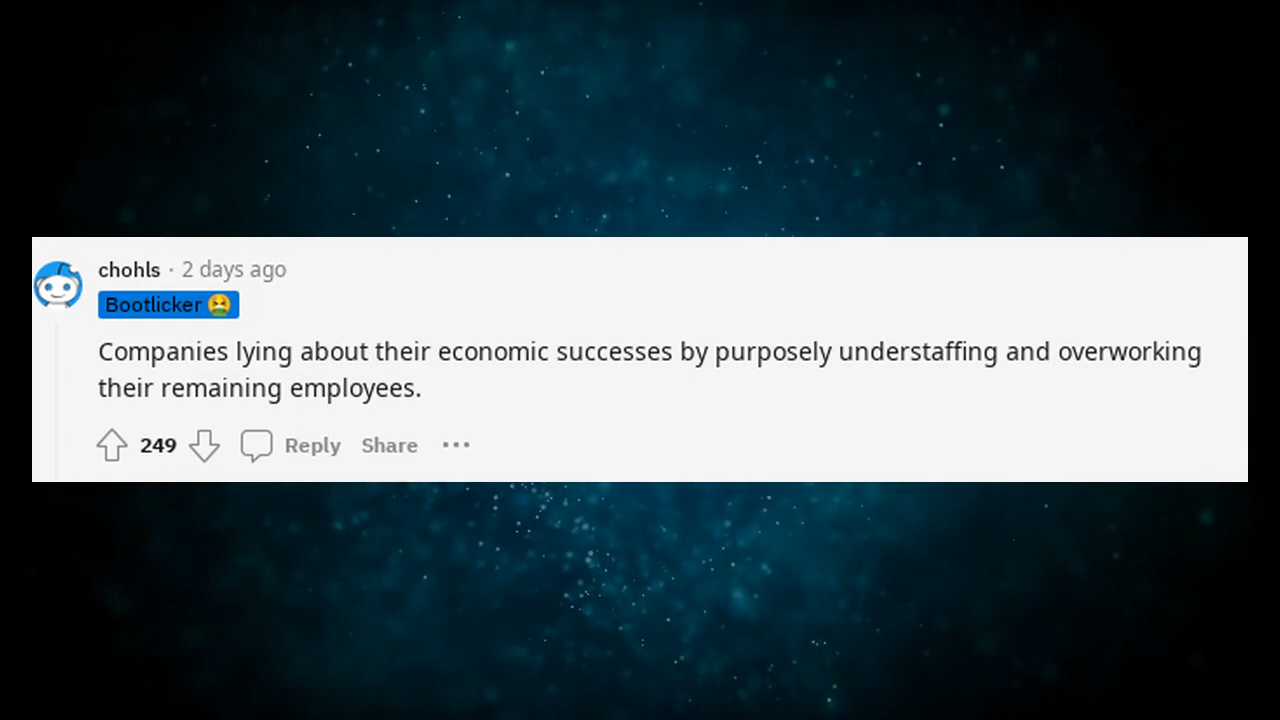 chohls · 2 days ago
Bootlicker 🤮
Companies lying about their economic successes by purposely understaffing and overworking
their remaining employees.
249 Reply Share ···